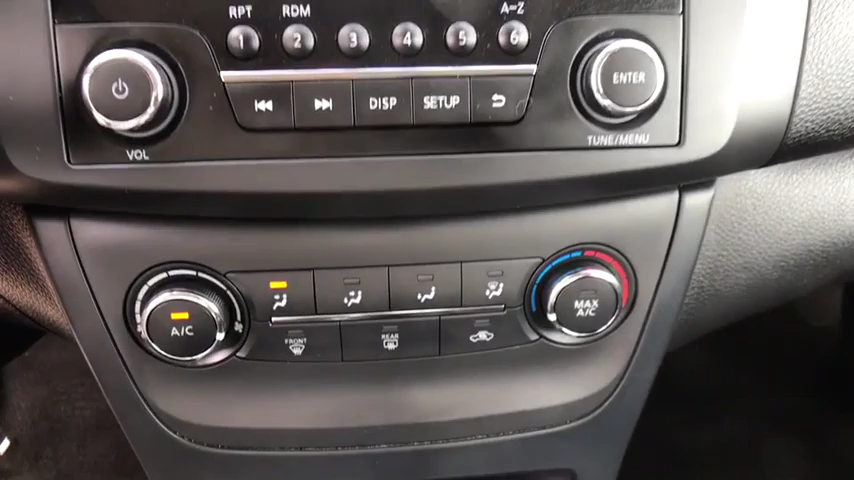 RPT RDM A↔Z
1 2 3 4 5 6
ENTER
DISP SETUP
VOL
TUNE/MENU
A/C
MAX
A/C
FRONT REAR